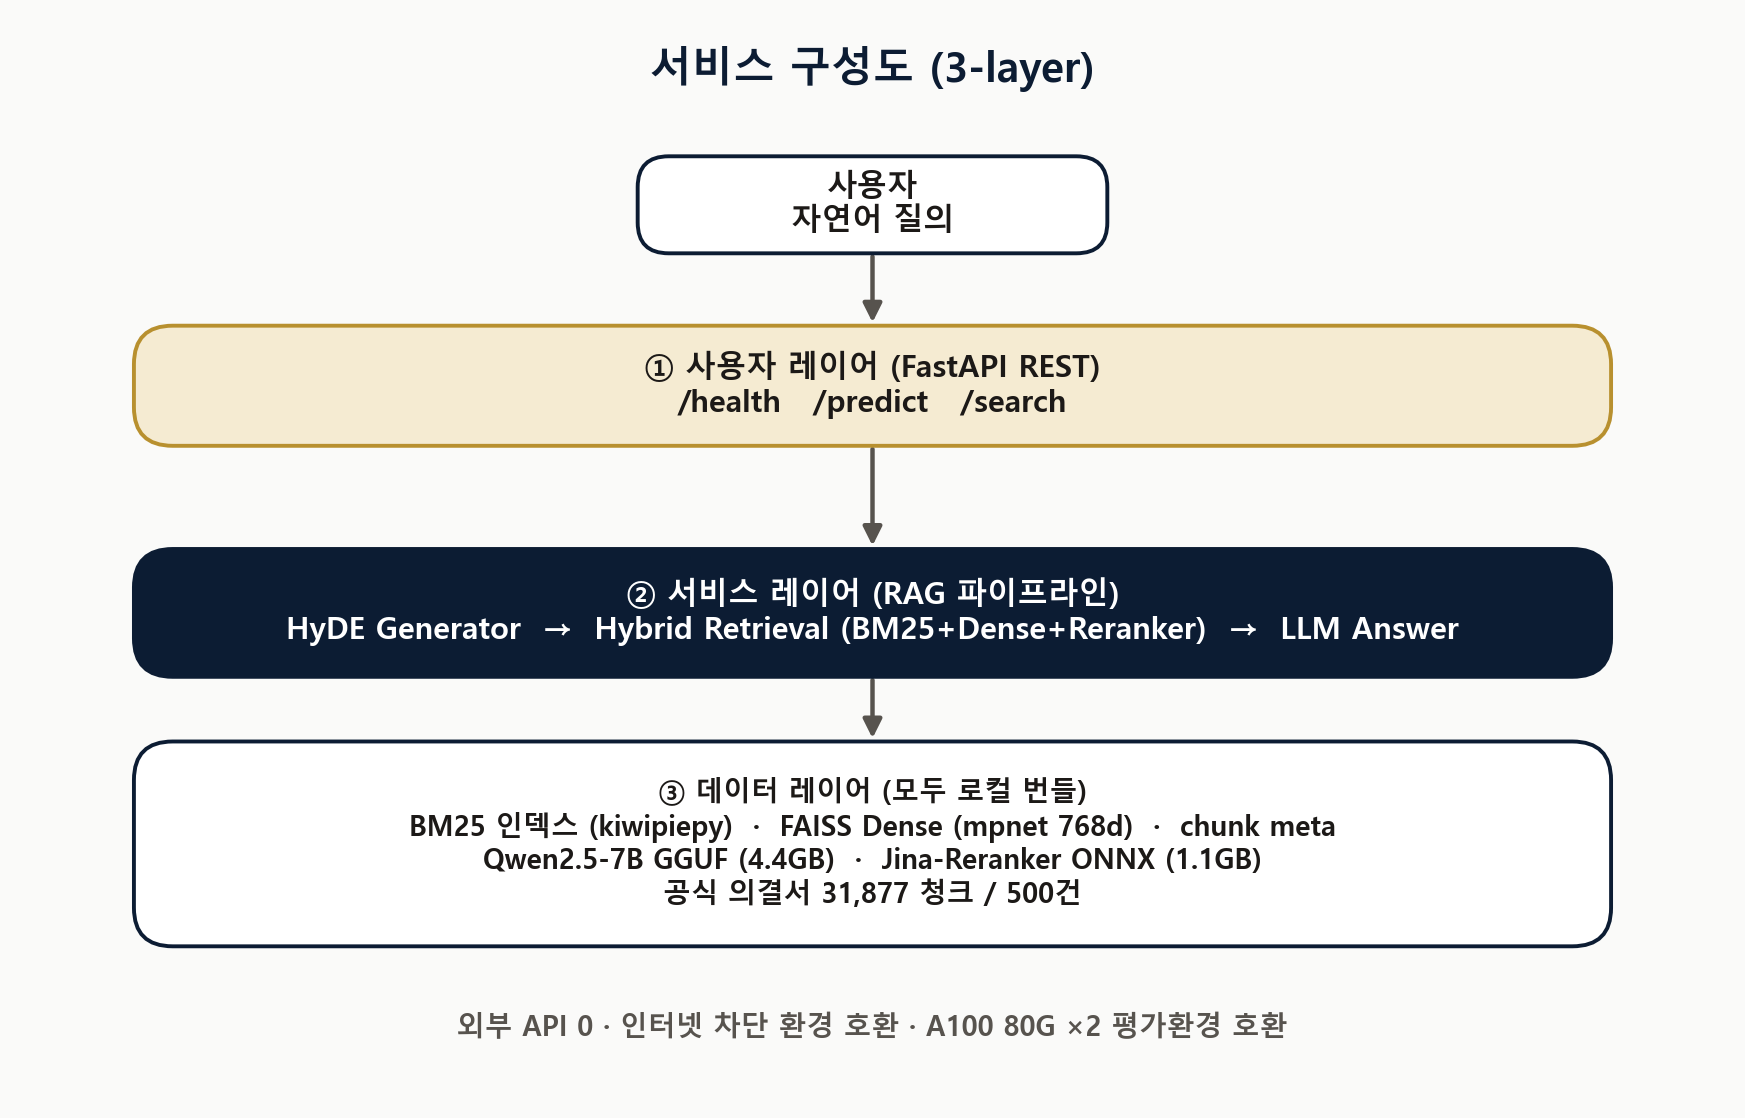 서비스 구성도 (3-layer)
사용자
자연어 질의
① 사용자 레이어 (FastAPI REST)
/health /predict /search
② 서비스 레이어 (RAG 파이프라인)
HyDE Generator → Hybrid Retrieval (BM25+Dense+Reranker) → LLM Answer
③ 데이터 레이어 (모두 로컬 번들)
BM25 인덱스 (kiwipiepy) · FAISS Dense (mpnet 768d) · chunk meta
Qwen2.5-7B GGUF (4.4GB) · Jina-Reranker ONNX (1.1GB)
공식 의결서 31,877 청크 / 500건
외부 API 0 · 인터넷 차단 환경 호환 · A100 80G ×2 평가환경 호환